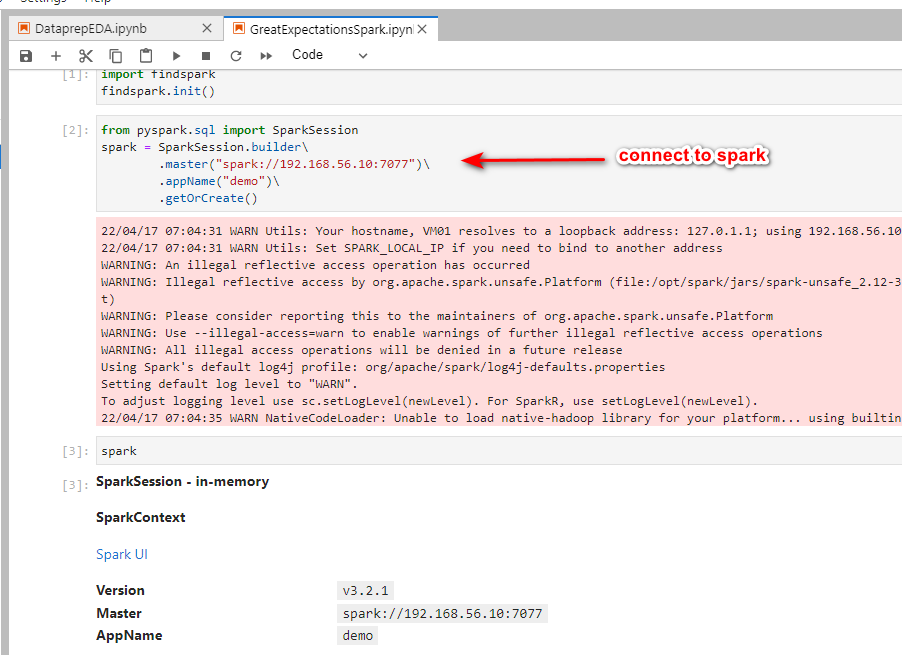 Settings Help
DataprepEDA.ipynb
GreatExpectationsSpark.ipyn
Code
[1]: import findspark
findspark.init()
[2]: from pyspark.sql import SparkSession
spark = SparkSession.builder\
.master("spark://192.168.56.10:7077")\
.appName("demo")\
.getOrCreate()
connect to spark
22/04/17 07:04:31 WARN Utils: Your hostname, VM01 resolves to a loopback address: 127.0.1.1; using 192.168.56.10
22/04/17 07:04:31 WARN Utils: Set SPARK_LOCAL_IP if you need to bind to another address
WARNING: An illegal reflective access operation has occurred
WARNING: Illegal reflective access by org.apache.spark.unsafe.Platform (file:/opt/spark/jars/spark-unsafe_2.12-3
t)
WARNING: Please consider reporting this to the maintainers of org.apache.spark.unsafe.Platform
WARNING: Use --illegal-access=warn to enable warnings of further illegal reflective access operations
WARNING: All illegal access operations will be denied in a future release
Using Spark's default log4j profile: org/apache/spark/log4j-defaults.properties
Setting default log level to "WARN".
To adjust logging level use sc.setLogLevel(newLevel). For SparkR, use setLogLevel(newLevel).
22/04/17 07:04:35 WARN NativeCodeLoader: Unable to load native-hadoop library for your platform... using builtin
[3]: spark
[3]: SparkSession - in-memory
SparkContext
Spark UI
Version v3.2.1
Master spark://192.168.56.10:7077
AppName demo